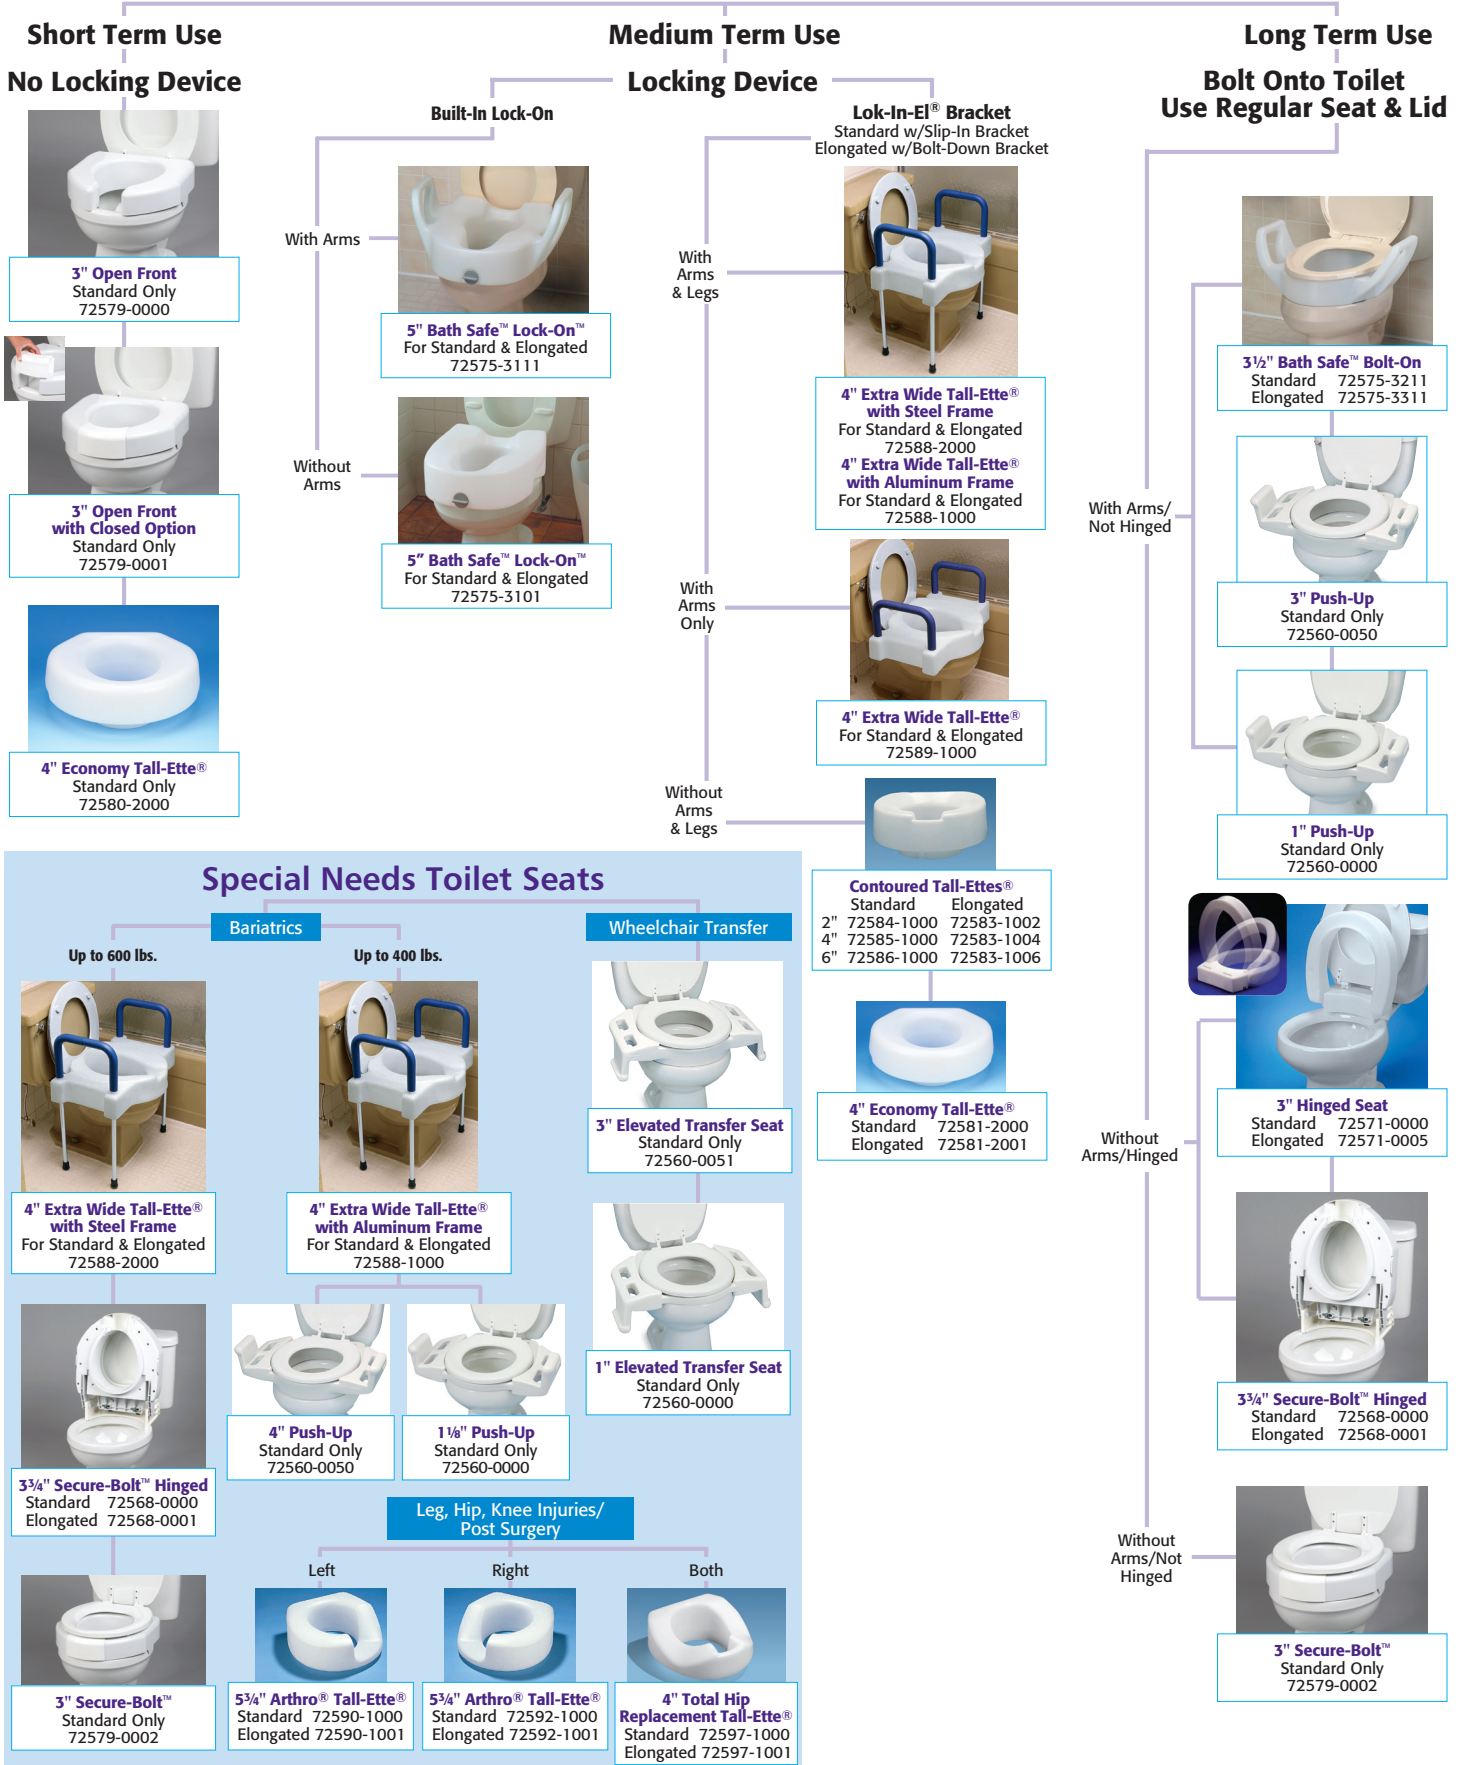 Short Term Use
No Locking Device
3" Open Front
Standard Only
72579-0000
3" Open Front
with Closed Option
Standard Only
72579-0001
4" Economy Tall-Ette®
Standard Only
72580-2000
Medium Term Use
Locking Device
Built-In Lock-On
With Arms
5" Bath Safe™ Lock-On™
For Standard & Elongated
72575-3111
Without
Arms
5″ Bath Safe™ Lock-On™
For Standard & Elongated
72575-3101
Lok-In-El® Bracket
Standard w/Slip-In Bracket
Elongated w/Bolt-Down Bracket
With
Arms
& Legs
4" Extra Wide Tall-Ette®
with Steel Frame
For Standard & Elongated
72588-2000
4" Extra Wide Tall-Ette®
with Aluminum Frame
For Standard & Elongated
72588-1000
With
Arms
Only
4" Extra Wide Tall-Ette®
For Standard & Elongated
72589-1000
Without
Arms
& Legs
Contoured Tall-Ettes®
Standard Elongated
2" 72584-1000 72583-1002
4" 72585-1000 72583-1004
6" 72586-1000 72583-1006
4" Economy Tall-Ette®
Standard 72581-2000
Elongated 72581-2001
Long Term Use
Bolt Onto Toilet
Use Regular Seat & Lid
With Arms/
Not Hinged
3½" Bath Safe™ Bolt-On
Standard 72575-3211
Elongated 72575-3311
3" Push-Up
Standard Only
72560-0050
1" Push-Up
Standard Only
72560-0000
Without
Arms/Hinged
3" Hinged Seat
Standard 72571-0000
Elongated 72571-0005
3¾" Secure-Bolt™ Hinged
Standard 72568-0000
Elongated 72568-0001
Without
Arms/Not
Hinged
3" Secure-Bolt™
Standard Only
72579-0002
Special Needs Toilet Seats
Bariatrics
Up to 600 lbs.
4" Extra Wide Tall-Ette®
with Steel Frame
For Standard & Elongated
72588-2000
3¾" Secure-Bolt™ Hinged
Standard 72568-0000
Elongated 72568-0001
3" Secure-Bolt™
Standard Only
72579-0002
Up to 400 lbs.
4" Extra Wide Tall-Ette®
with Aluminum Frame
For Standard & Elongated
72588-1000
4" Push-Up
Standard Only
72560-0050
1⅛" Push-Up
Standard Only
72560-0000
Wheelchair Transfer
3" Elevated Transfer Seat
Standard Only
72560-0051
1" Elevated Transfer Seat
Standard Only
72560-0000
Leg, Hip, Knee Injuries/
Post Surgery
Left
5¾" Arthro® Tall-Ette®
Standard 72590-1000
Elongated 72590-1001
Right
5¾" Arthro® Tall-Ette®
Standard 72592-1000
Elongated 72592-1001
Both
4" Total Hip
Replacement Tall-Ette®
Standard 72597-1000
Elongated 72597-1001